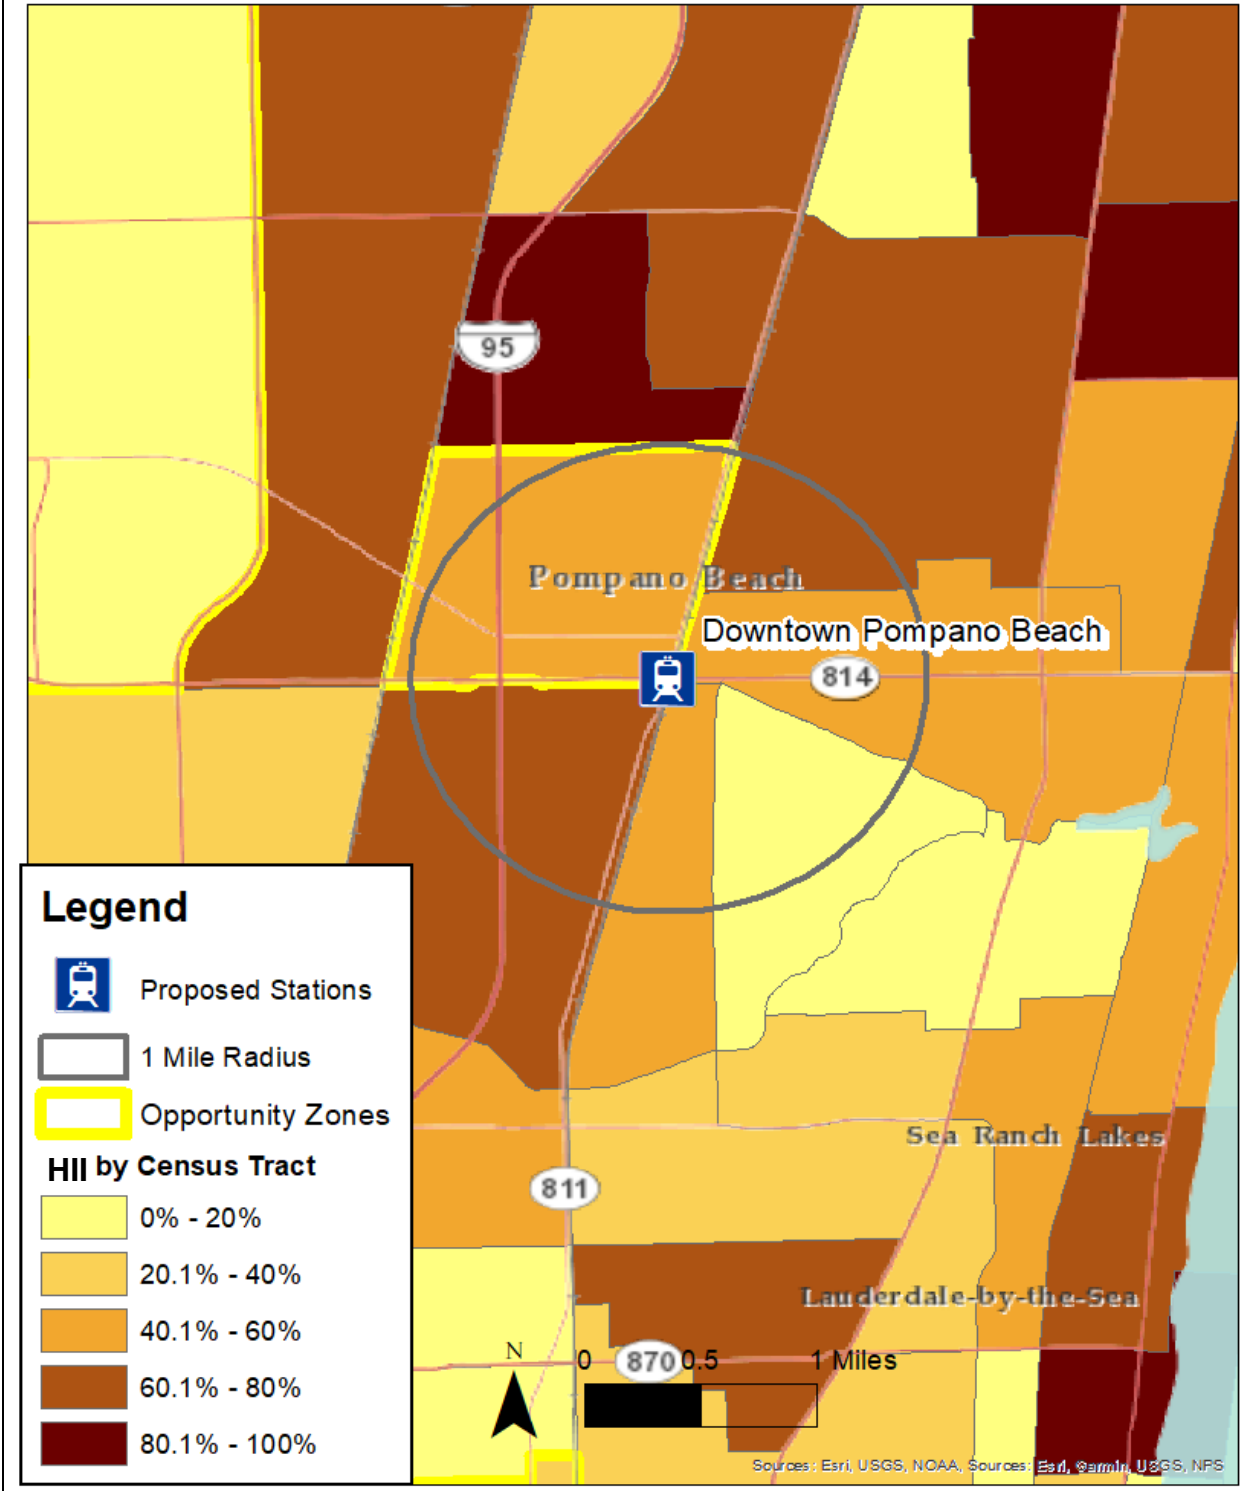 95
Pompano Beach
Downtown Pompano Beach
814
Legend
Proposed Stations
1 Mile Radius
Opportunity Zones
HII by Census Tract
0% - 20%
20.1% - 40%
40.1% - 60%
60.1% - 80%
80.1% - 100%
Sea Ranch Lakes
811
Lauderdale-by-the-Sea
N
0 870 0.5 1 Miles
Sources: Esri, USGS, NOAA, Sources: Esri, Garmin, USGS, NPS